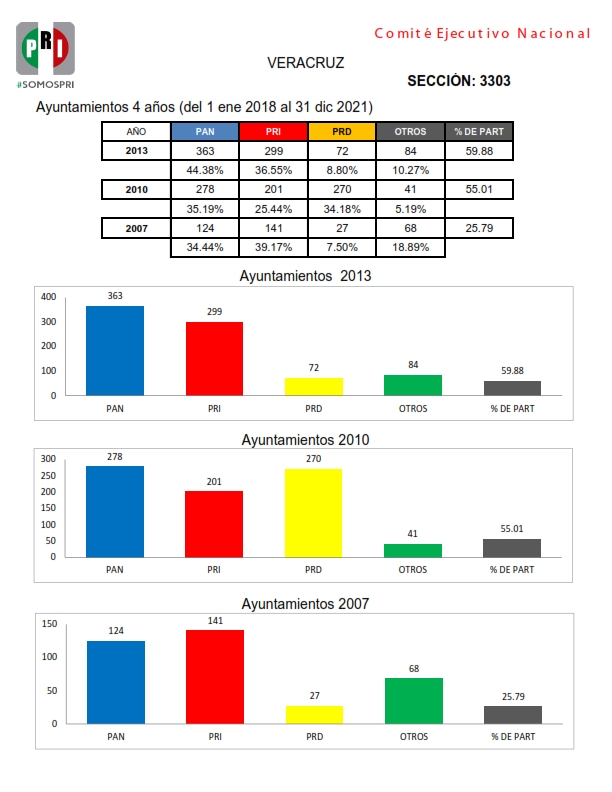 Comité Ejecutivo Nacional
PRI
#SOMOSPRI
VERACRUZ
SECCIÓN: 3303
Ayuntamientos 4 años (del 1 ene 2018 al 31 dic 2021)
AÑO PAN PRI PRD OTROS % DE PART
2013 363 299 72 84 59.88
44.38% 36.55% 8.80% 10.27%
2010 278 201 270 41 55.01
35.19% 25.44% 34.18% 5.19%
2007 124 141 27 68 25.79
34.44% 39.17% 7.50% 18.89%
Ayuntamientos 2013
400
300
200
100
0
363 299 72 84 59.88
PAN PRI PRD OTROS % DE PART
Ayuntamientos 2010
300
250
200
150
100
50
0
278 201 270 41 55.01
PAN PRI PRD OTROS % DE PART
Ayuntamientos 2007
150
100
50
0
124 141 27 68 25.79
PAN PRI PRD OTROS % DE PART